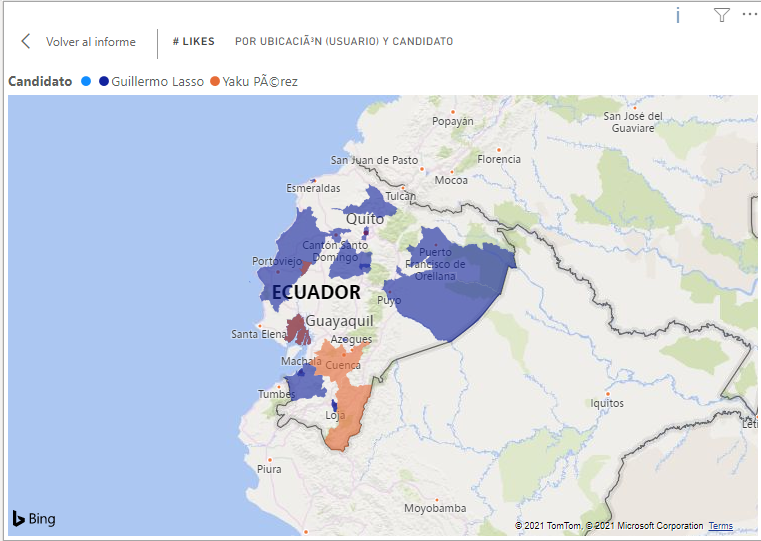 Volver al informe
# LIKES
POR UBICACIÃ³N (USUARIO) Y CANDIDATO
Candidato Guillermo Lasso Yaku PÃ©rez
Popayán
San José del
Guaviare
San Juan de Pasto
Florencia
Mocoa
Esmeraldas
Tulcán
Quito
Cantón Santo
Domingo
Portoviejo
Puerto
Francisco de
Orellana
ECUADOR
Puyo
Guayaquil
Santa Elena
Azogues
Machala
Cuenca
Tumbes
Loja
Iquitos
Leti
Piura
Moyobamba
Bing
© 2021 TomTom, © 2021 Microsoft Corporation Terms